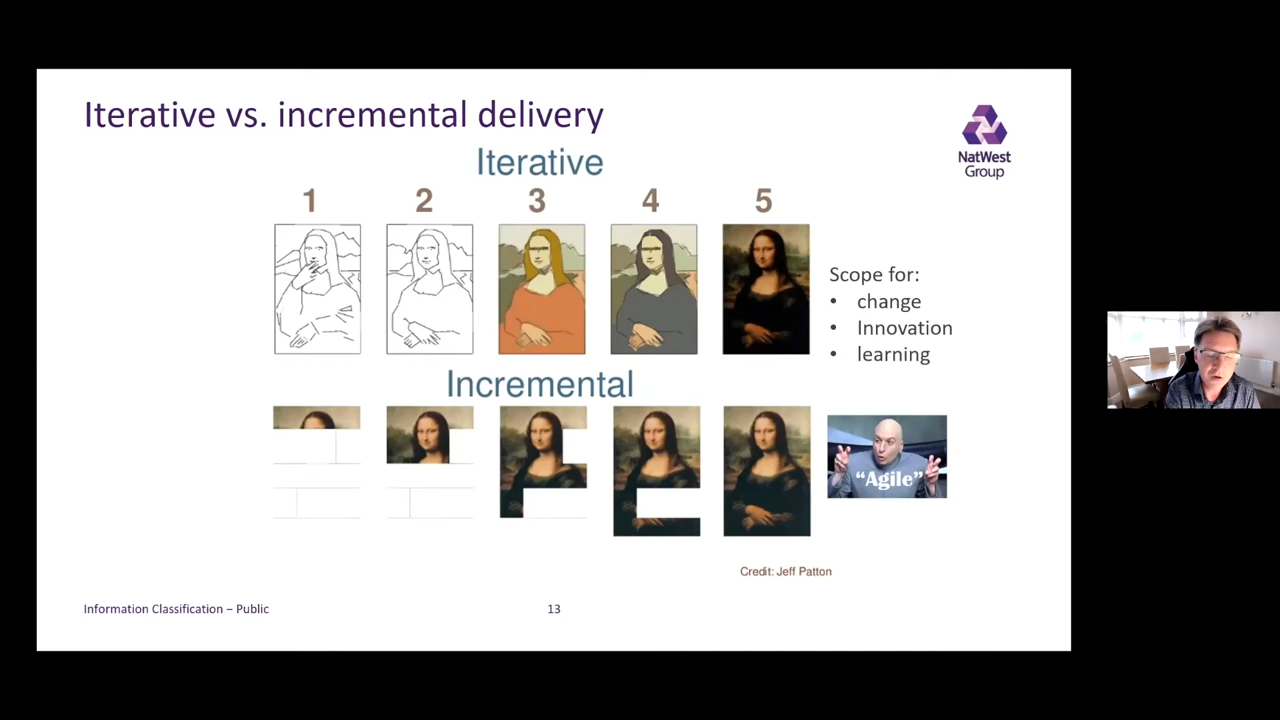 Iterative vs. incremental delivery
NatWest
Group
Iterative
1 2 3 4 5
Scope for:
• change
• Innovation
• learning
Incremental
“Agile”
Credit: Jeff Patton
Information Classification – Public
13